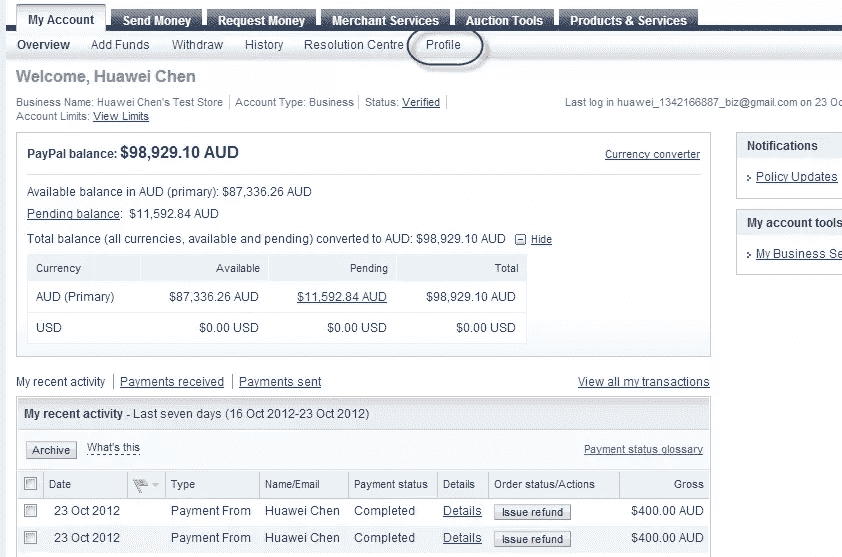 My Account Send Money Request Money Merchant Services Auction Tools Products & Services
Overview Add Funds Withdraw History Resolution Centre Profile
Welcome, Huawei Chen
Business Name: Huawei Chen's Test Store Account Type: Business Status: Verified
Last log in huawei_1342166887_biz@gmail.com on 23 Oc
Account Limits: View Limits
PayPal balance: $98,929.10 AUD
Currency converter
Notifications
Available balance in AUD (primary): $87,336.26 AUD
Policy Updates
Pending balance: $11,592.84 AUD
My account tools
Total balance (all currencies, available and pending) converted to AUD: $98,929.10 AUD Hide
My Business Se
Currency Available Pending Total
AUD (Primary) $87,336.26 AUD $11,592.84 AUD $98,929.10 AUD
USD $0.00 USD $0.00 USD $0.00 USD
My recent activity Payments received Payments sent View all my transactions
My recent activity - Last seven days (16 Oct 2012-23 Oct 2012)
Archive What's this Payment status glossary
Date Type Name/Email Payment status Details Order status/Actions Gross
23 Oct 2012 Payment From Huawei Chen Completed Details Issue refund $400.00 AUD
23 Oct 2012 Payment From Huawei Chen Completed Details Issue refund $400.00 AUD